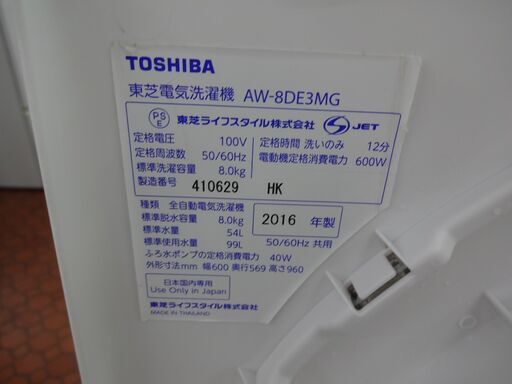 TOSHIBA
東芝電気洗濯機 AW-8DE3MG
PS E 東芝ライフスタイル株式会社 S JET
定格電圧 100V 定格時間 洗いのみ 12分
定格周波数 50/60Hz 電動機定格消費電力 600W
標準洗濯容量 8.0kg
製造番号 410629 HK
種類 全自動電気洗濯機
標準脱水容量 8.0kg 2016 年製
標準水量 54L
標準使用水量 99L 50/60Hz 共用
ふろ水ポンプの定格消費電力 40W
外形寸法mm 幅600 奥行569 高さ960
日本国内専用
Use Only in Japan
東芝ライフスタイル株式会社
MADE IN THAILAND